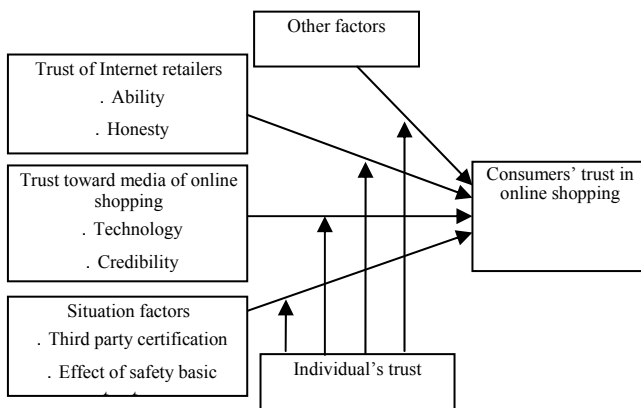 Other factors
Trust of Internet retailers
. Ability
. Honesty
Trust toward media of online
shopping
. Technology
. Credibility
Situation factors
. Third party certification
. Effect of safety basic
Individual’s trust
Consumers’ trust in
online shopping